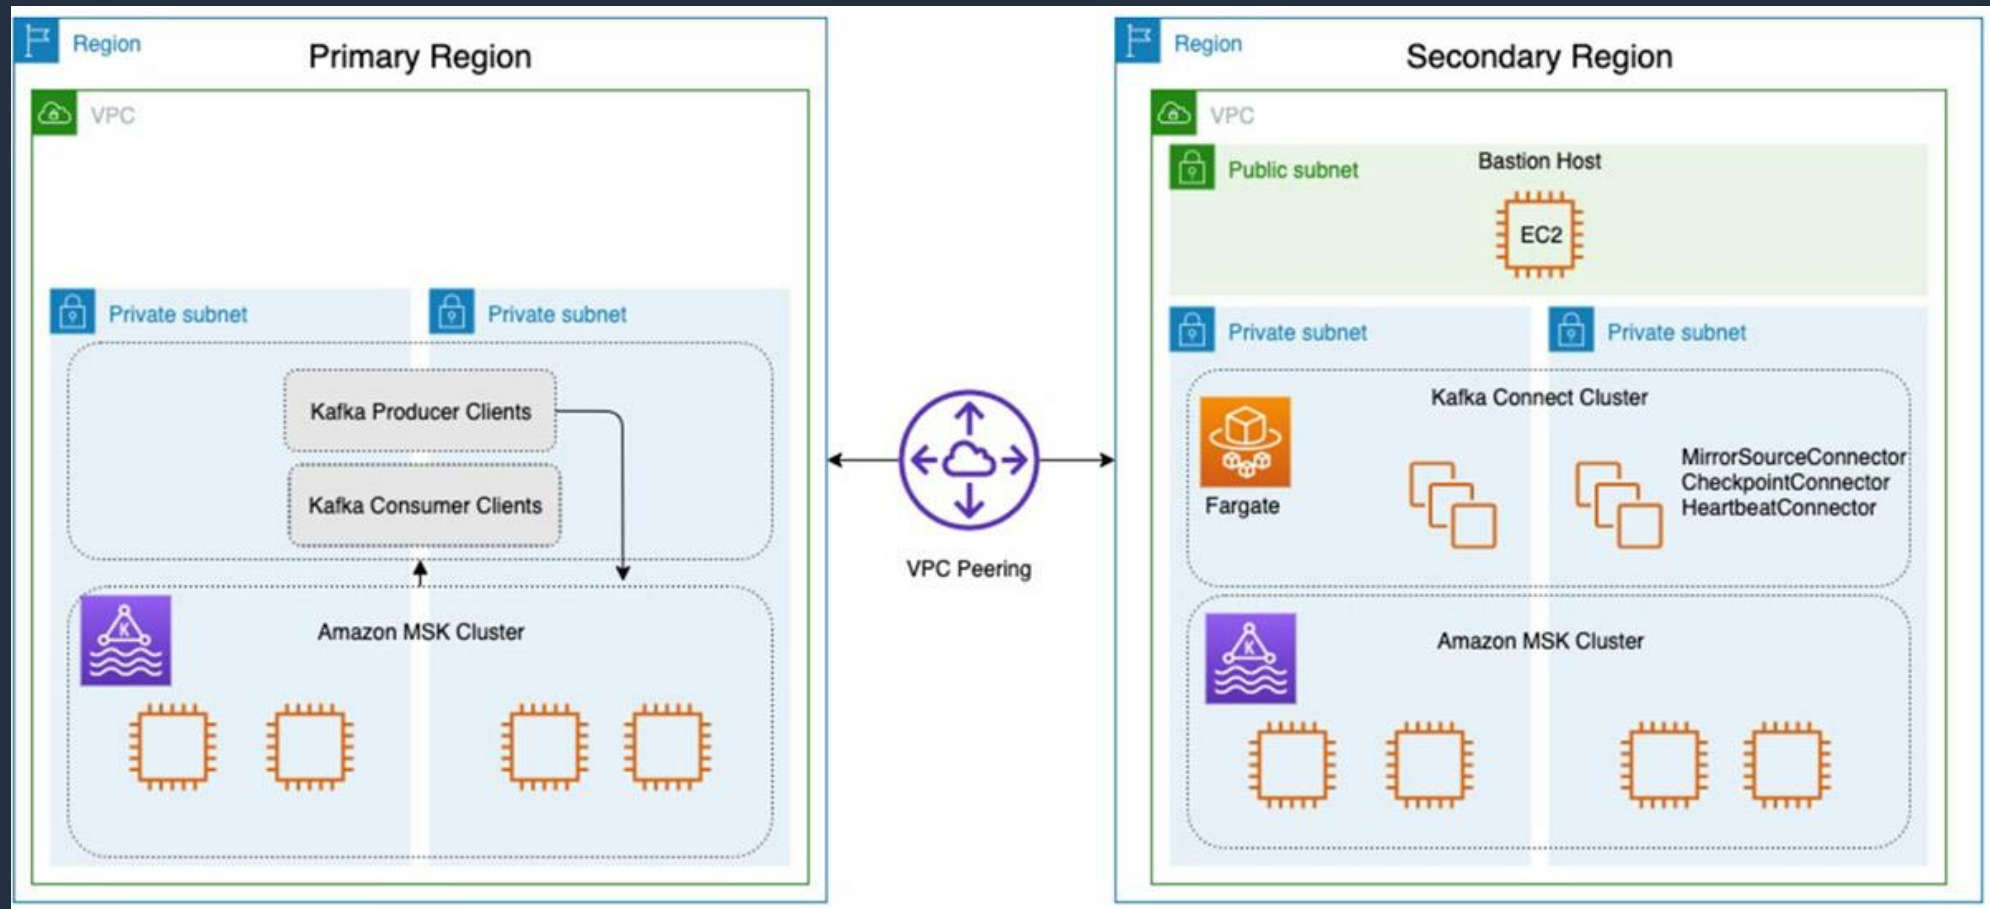 Region
Primary Region
VPC
Private subnet
Private subnet
Kafka Producer Clients
Kafka Consumer Clients
K
Amazon MSK Cluster
VPC Peering
Region
Secondary Region
VPC
Public subnet
Bastion Host
EC2
Private subnet
Private subnet
Kafka Connect Cluster
Fargate
MirrorSourceConnector
CheckpointConnector
HeartbeatConnector
K
Amazon MSK Cluster